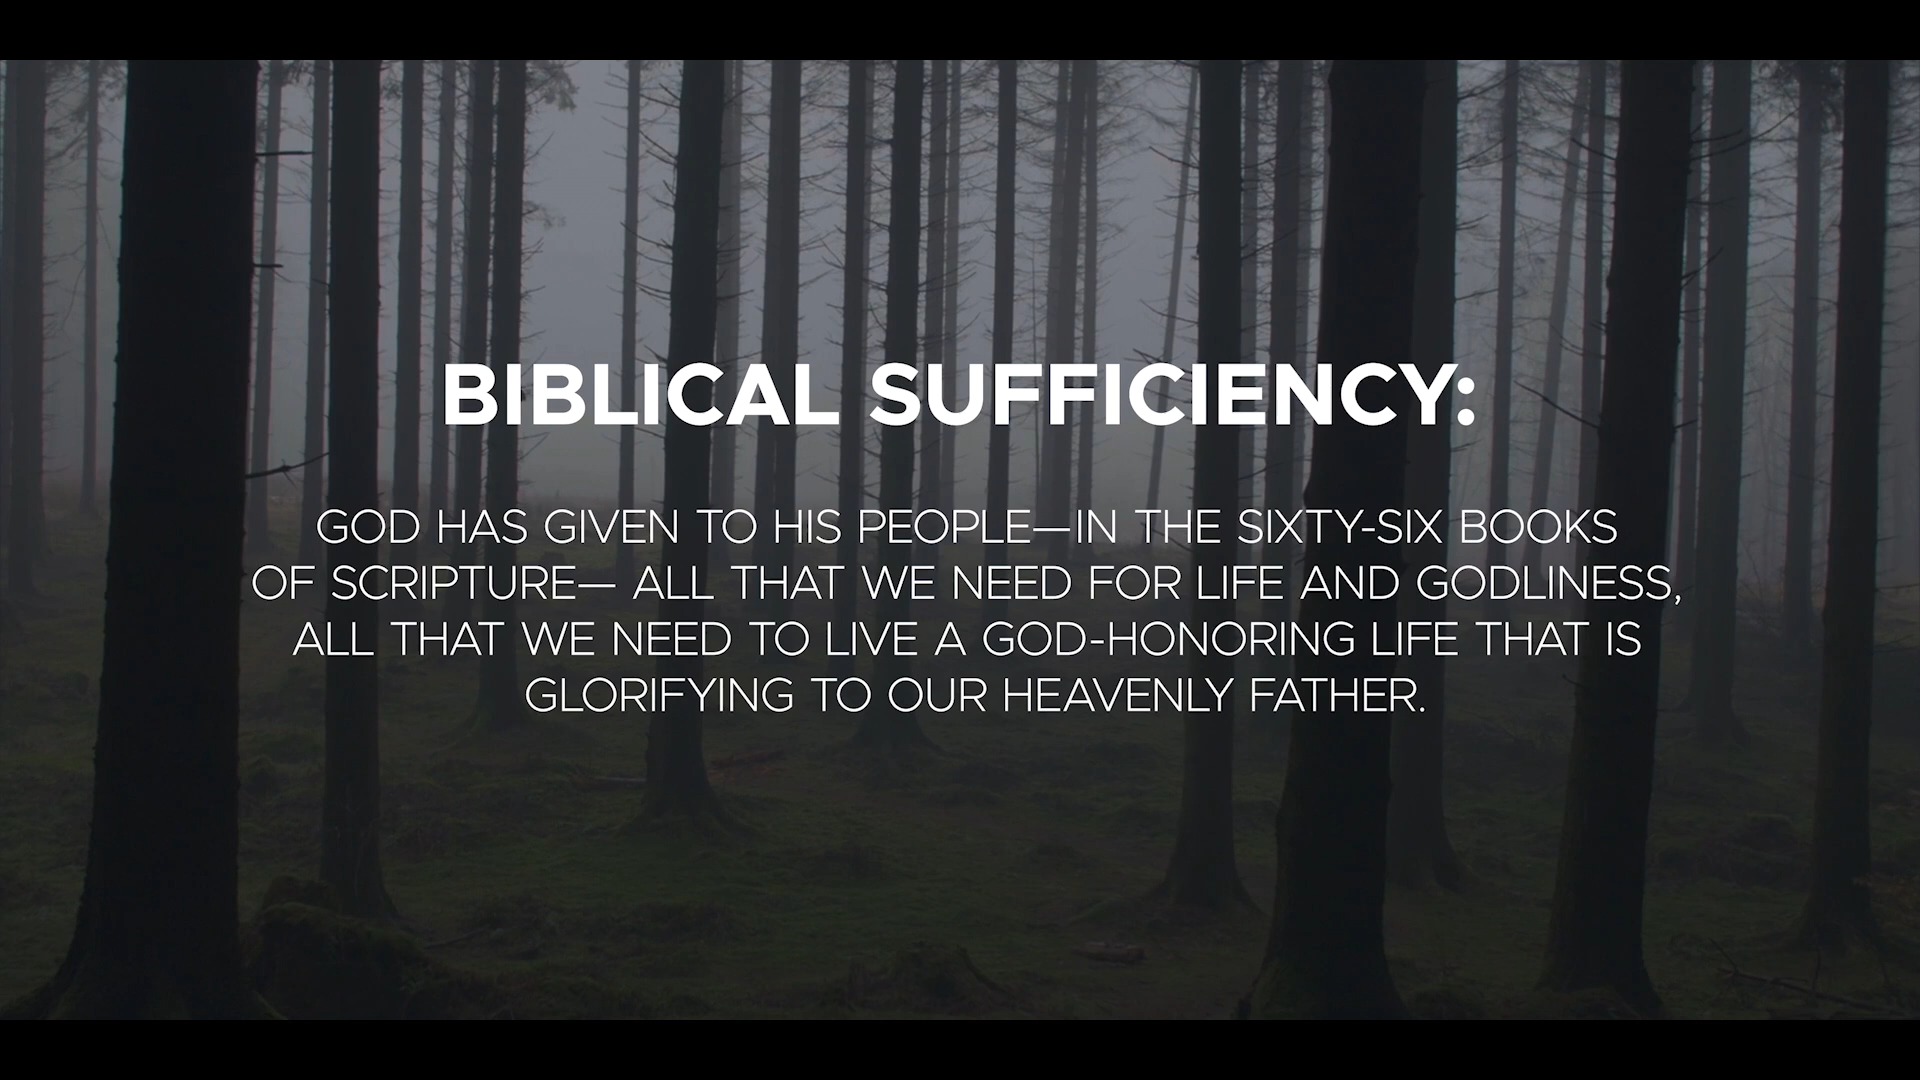 BIBLICAL SUFFICIENCY:
GOD HAS GIVEN TO HIS PEOPLE—IN THE SIXTY-SIX BOOKS
OF SCRIPTURE— ALL THAT WE NEED FOR LIFE AND GODLINESS,
ALL THAT WE NEED TO LIVE A GOD-HONORING LIFE THAT IS
GLORIFYING TO OUR HEAVENLY FATHER.